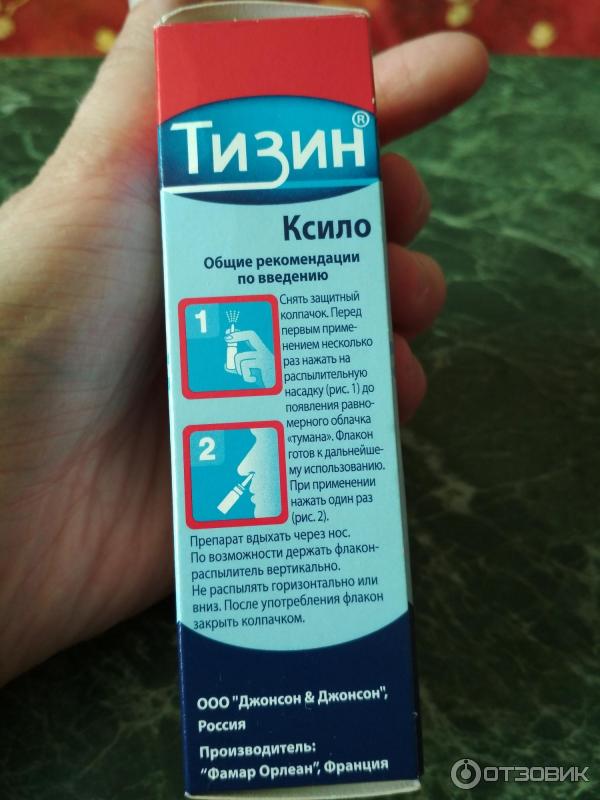 Тизин®
Ксило
Общие рекомендации
по введению
1
Снять защитный
колпачок. Перед
первым приме-
нением несколько
раз нажать на
распылительную
насадку (рис. 1) до
появления равно-
мерного облачка
«тумана». Флакон
готов к дальнейше-
му использованию.
При применении
нажать один раз
(рис. 2).
2
Препарат вдыхать через нос.
По возможности держать флакон-
распылитель вертикально.
Не распылять горизонтально или
вниз. После употребления флакон
закрыть колпачком.
ООО "Джонсон & Джонсон",
Россия
Производитель:
“Фамар Орлеан”, Франция
ОТЗОВИК